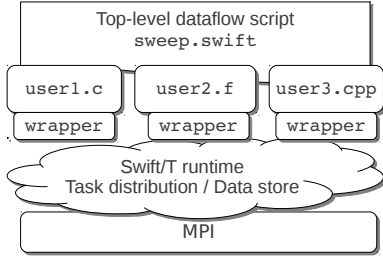 Top-level dataflow script
sweep.swift
user1.c
user2.f
user3.cpp
wrapper
wrapper
wrapper
Swift/T runtime
Task distribution / Data store
MPI